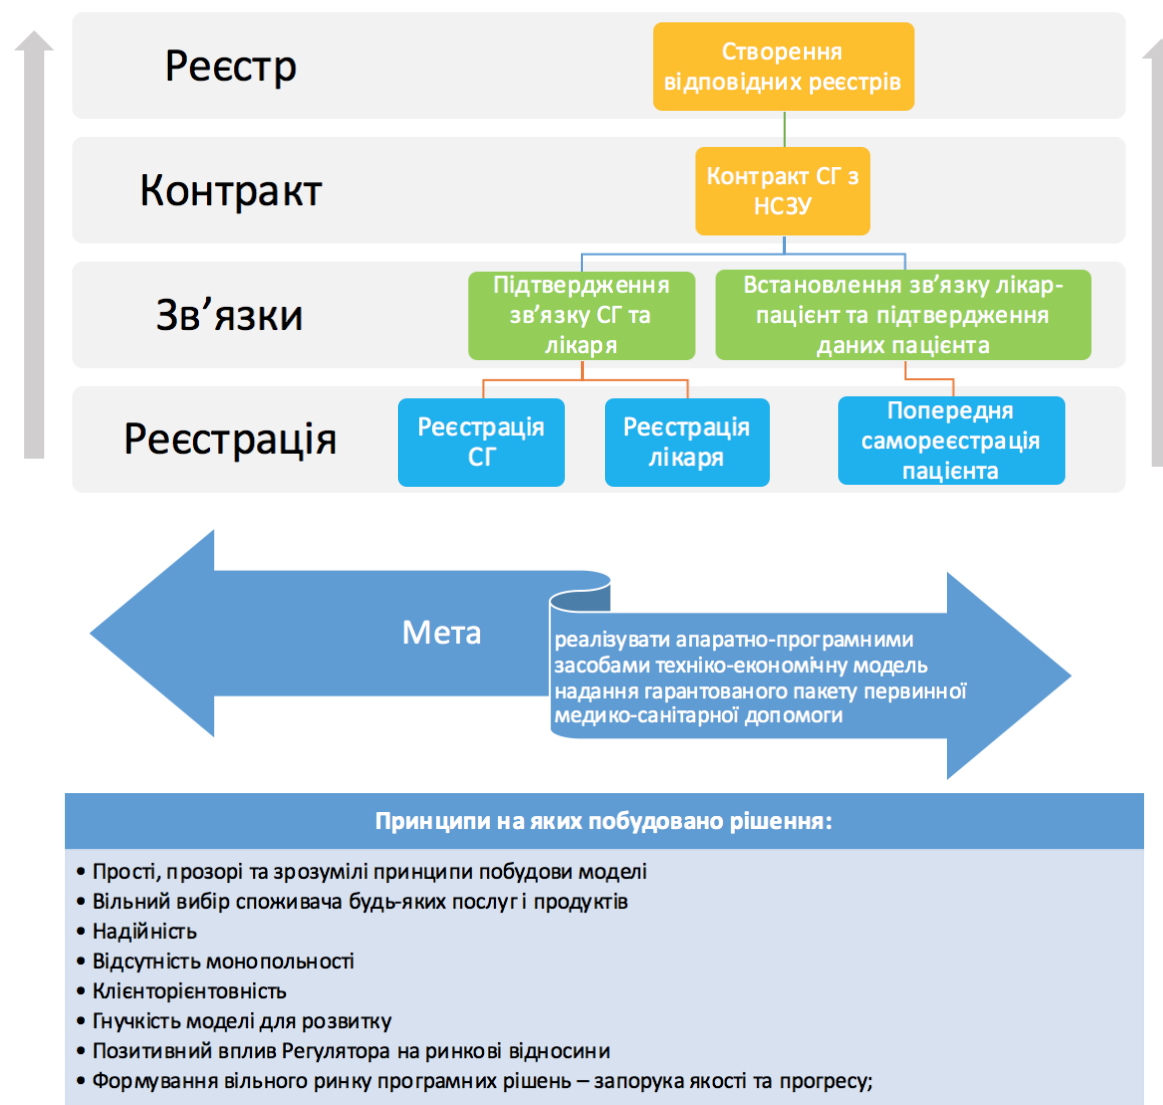 Реєстр
Створення
відповідних реєстрів
Контракт
Контракт СГ з
НСЗУ
Зв’язки
Підтвердження
зв’язку СГ та
лікаря
Встановлення зв’язку лікар-
пацієнт та підтвердження
даних пацієнта
Реєстрація
Реєстрація
СГ
Реєстрація
лікаря
Попередня
самореєстрація
пацієнта
Мета
реалізувати апаратно-програмними
засобами техніко-економічну модель
надання гарантованого пакету первинної
медико-санітарної допомоги
Принципи на яких побудовано рішення:
• Прості, прозорі та зрозумілі принципи побудови моделі
• Вільний вибір споживача будь-яких послуг і продуктів
• Надійність
• Відсутність монопольності
• Клієнторієнтовність
• Гнучкість моделі для розвитку
• Позитивний вплив Регулятора на ринкові відносини
• Формування вільного ринку програмних рішень – запорука якості та прогресу;